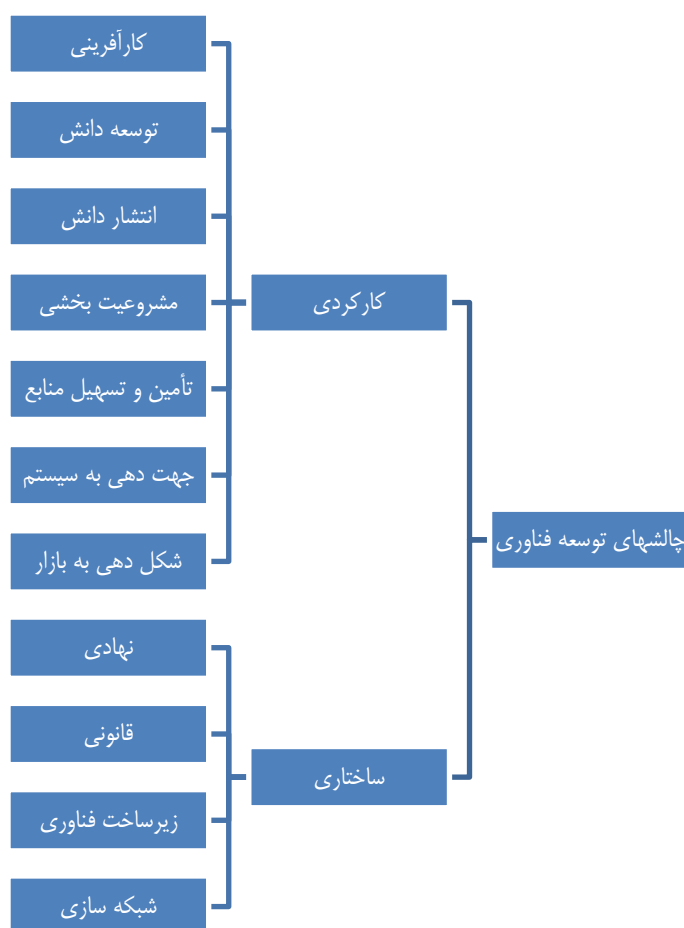 چالشهای توسعه فناوری
کارکردی
کارآفرینی
توسعه دانش
انتشار دانش
مشروعیت بخشی
تأمین و تسهیل منابع
جهت دهی به سیستم
شکل دهی به بازار
ساختاری
نهادی
قانونی
زیرساخت فناوری
شبکه سازی